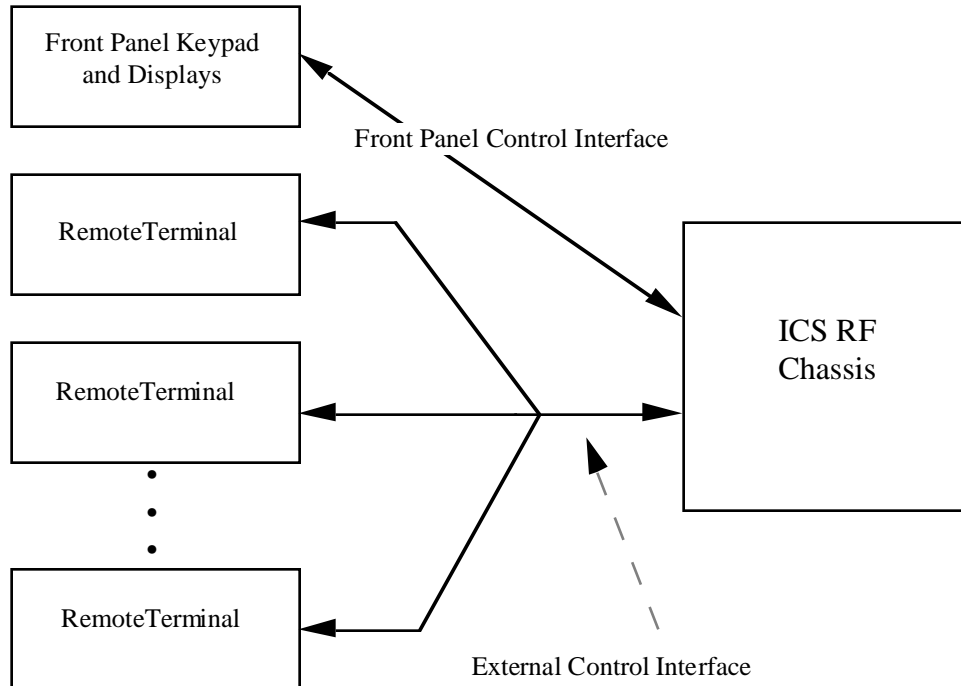 Front Panel Keypad
and Displays
Front Panel Control Interface
RemoteTerminal
ICS RF
Chassis
RemoteTerminal
RemoteTerminal
External Control Interface